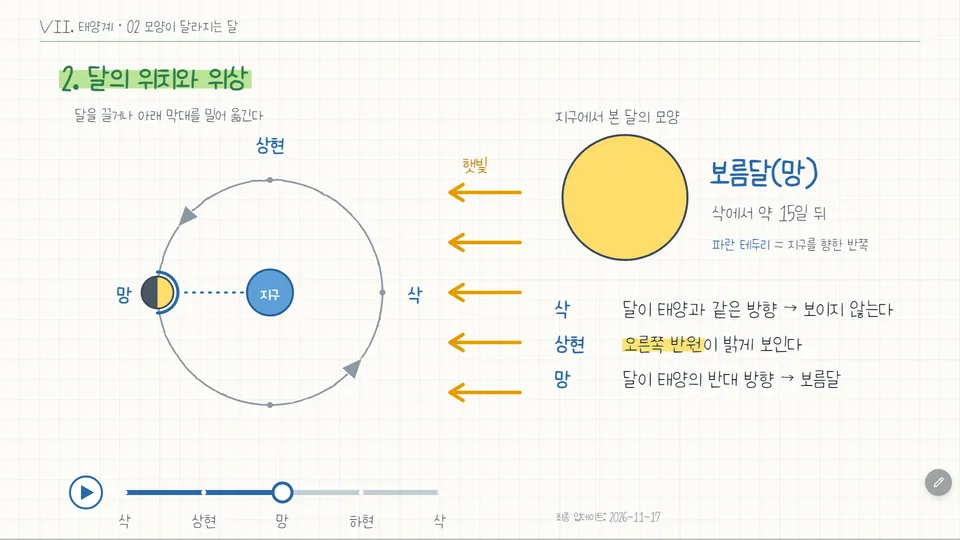 VII. 태양계 · 02 모양이 달라지는 달
2. 달의 위치와 위상
달을 끌거나 아래 막대를 밀어 옮긴다
상현
망
지구
삭
햇빛
지구에서 본 달의 모양
보름달(망)
삭에서 약 15일 뒤
파란 테두리 = 지구를 향한 반쪽
삭 달이 태양과 같은 방향 → 보이지 않는다
상현 오른쪽 반원이 밝게 보인다
망 달이 태양의 반대 방향 → 보름달
삭 상현 망 하현 삭
최종 업데이트: 2026-11-17